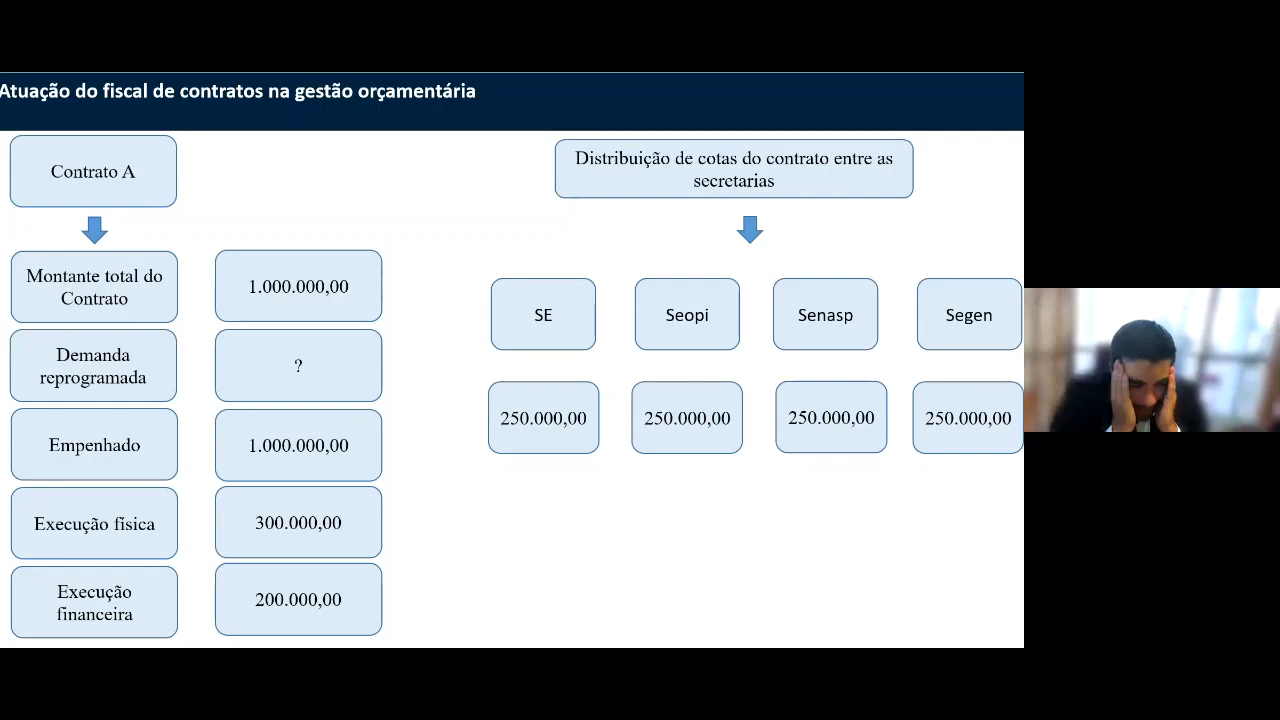 Atuação do fiscal de contratos na gestão orçamentária
Contrato A
Montante total do
Contrato
1.000.000,00
Demanda
reprogramada
?
Empenhado
1.000.000,00
Execução física
300.000,00
Execução
financeira
200.000,00
Distribuição de cotas do contrato entre as
secretarias
SE
Seopi
Senasp
Segen
250.000,00
250.000,00
250.000,00
250.000,00